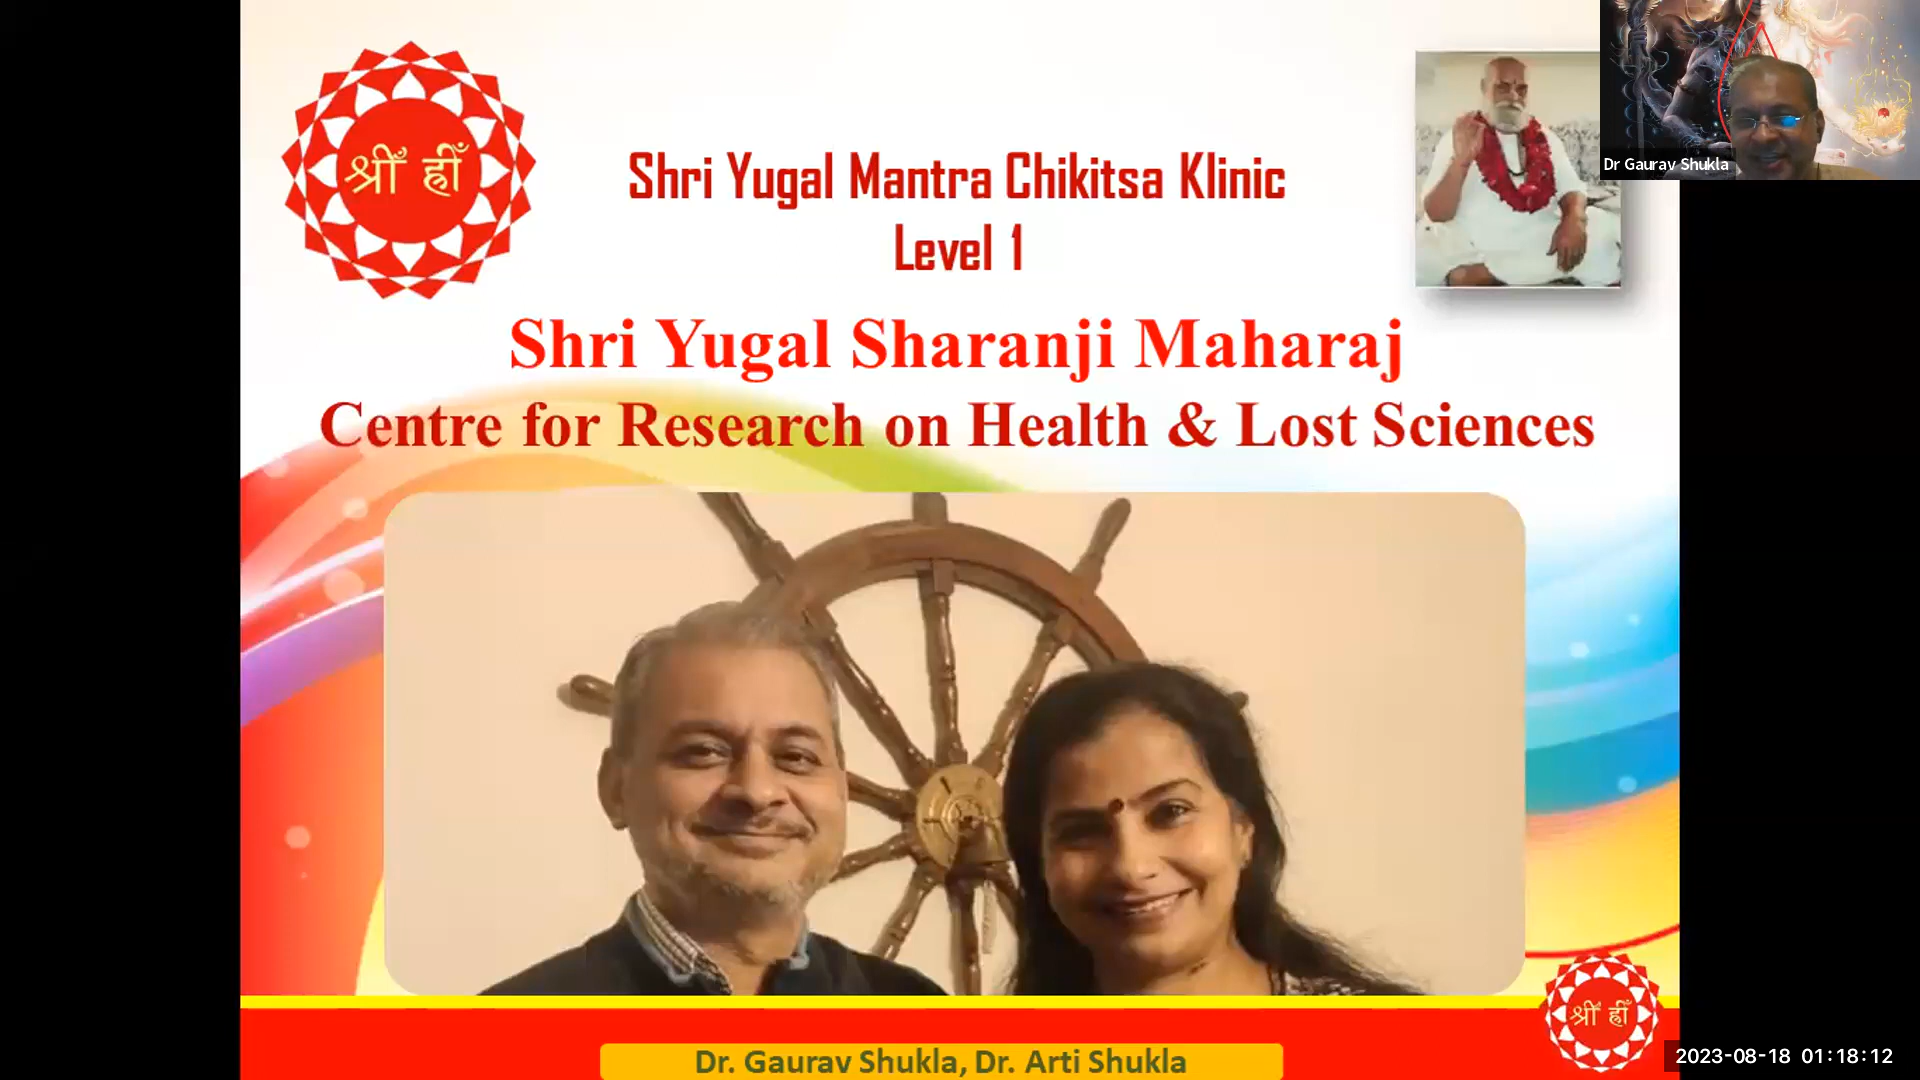 श्रीँ ह्रीँ
Shri Yugal Mantra Chikitsa Klinic
Level 1
Dr Gaurav Shukla
Shri Yugal Sharanji Maharaj
Centre for Research on Health & Lost Sciences
श्रीँ ह्रीँ
Dr. Gaurav Shukla, Dr. Arti Shukla
2023-08-18 01:18:12